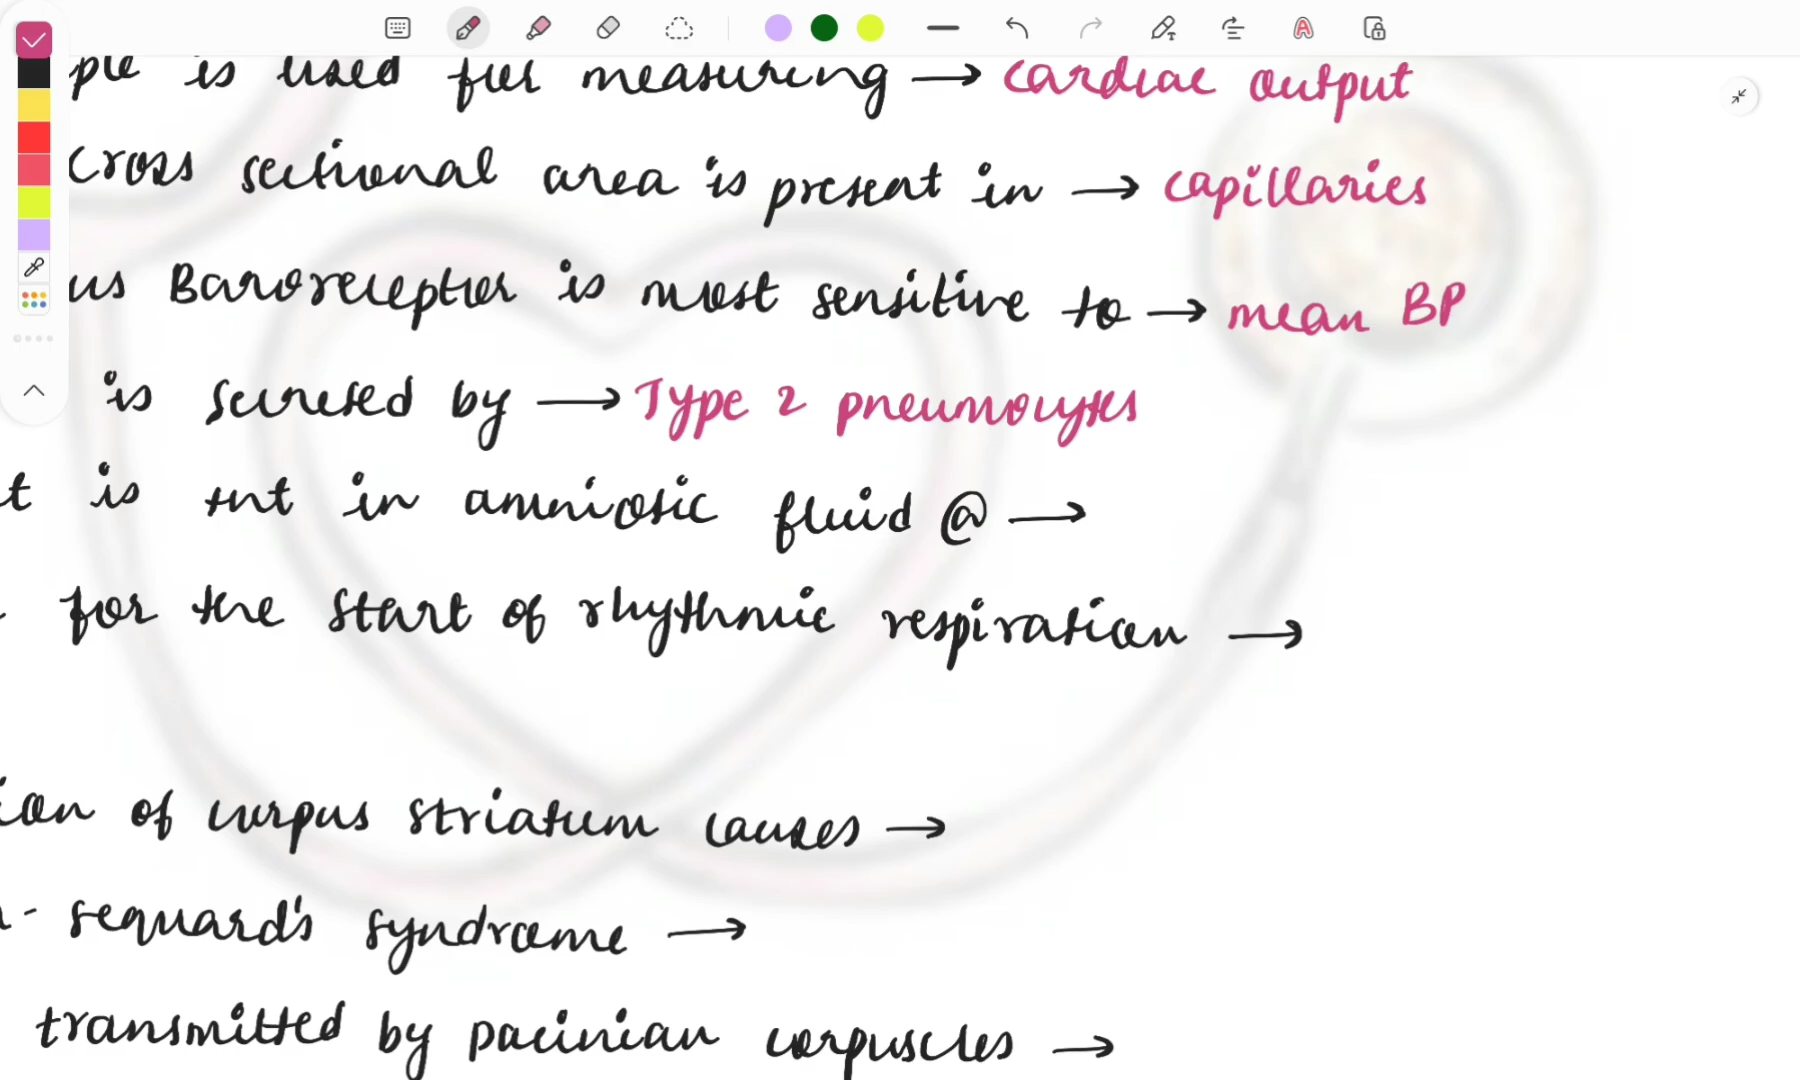 ple is used for measuring → cardiac output
cross sectional area is present in → capillaries
us Baroreceptor is most sensitive to → mean BP
is secreted by → Type 2 pneumocytes
t is tnt in amniotic fluid @ →
for the start of rhythmic respiration →
ion of corpus striatum causes →
- sequard's syndrome →
transmitted by pacinian corpuscles →